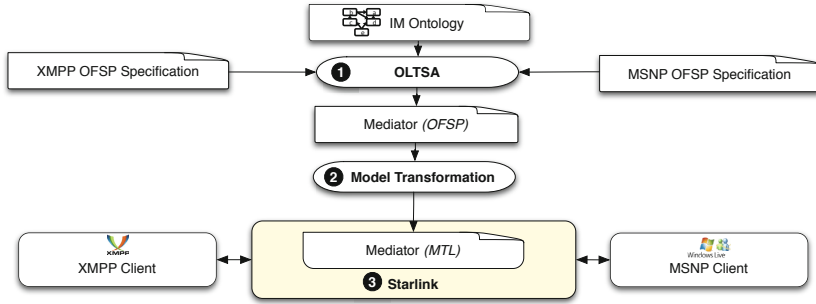 IM Ontology
XMPP OFSP Specification
1 OLTSA
MSNP OFSP Specification
Mediator (OFSP)
2 Model Transformation
Mediator (MTL)
3 Starlink
XMPP
XMPP Client
Windows Live
MSNP Client